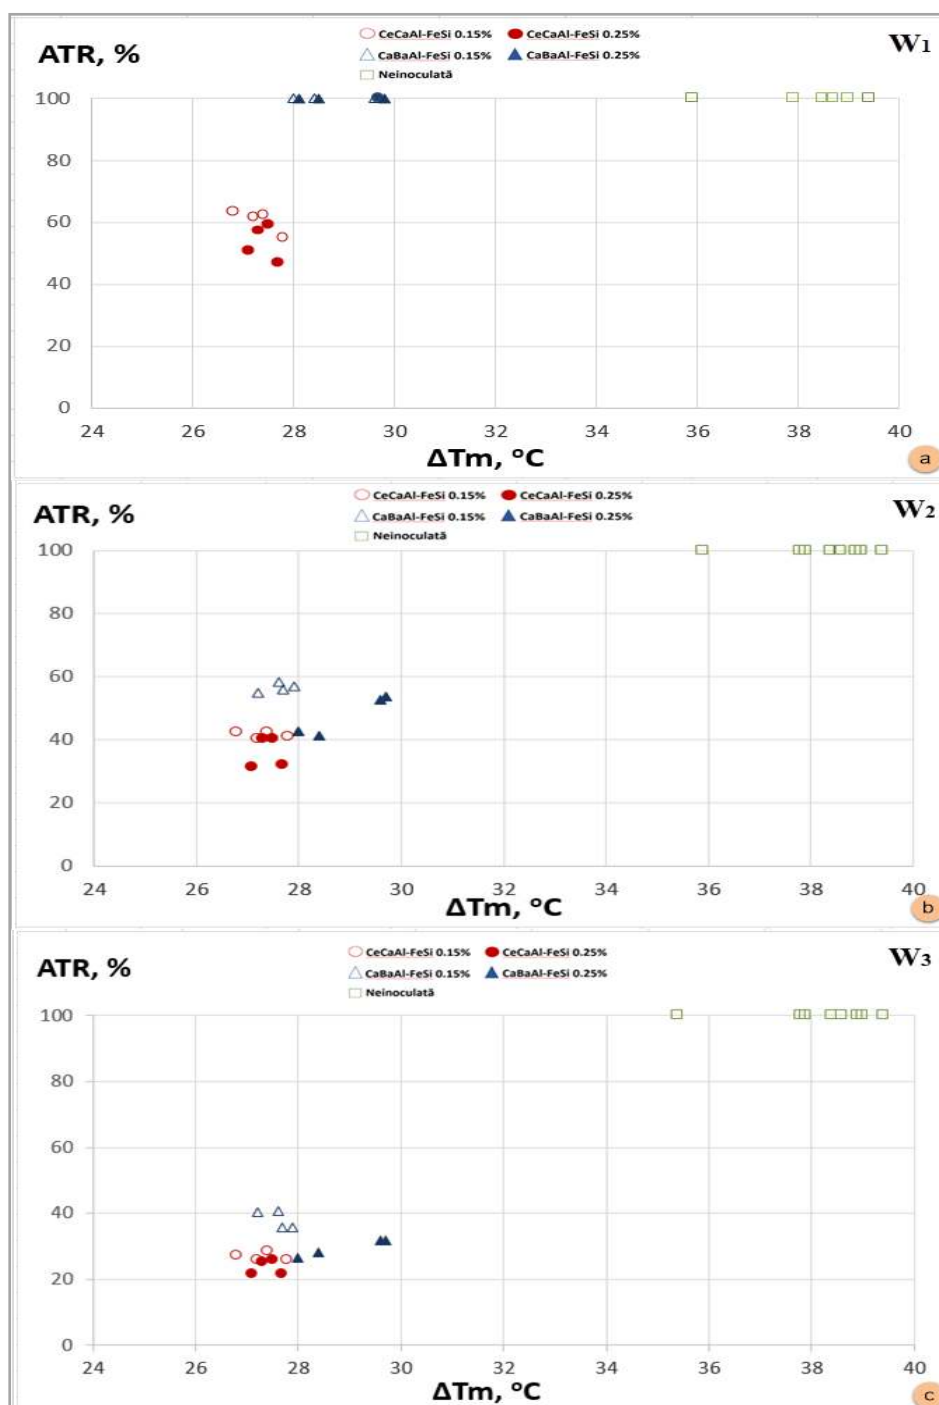 CeCaAl-FeSi 0.15% CeCaAl-FeSi 0.25%
ATR, % CaBaAl-FeSi 0.15% CaBaAl-FeSi 0.25% W1
Neinoculată
100
80
60
40
20
0
24 26 28 30 32 34 36 38 40
ΔTm, °C a
CeCaAl-FeSi 0.15% CeCaAl-FeSi 0.25%
ATR, % CaBaAl-FeSi 0.15% CaBaAl-FeSi 0.25% W2
Neinoculată
100
80
60
40
20
0
24 26 28 30 32 34 36 38 40
ΔTm, °C b
CeCaAl-FeSi 0.15% CeCaAl-FeSi 0.25% W3
ATR, % CaBaAl-FeSi 0.15% CaBaAl-FeSi 0.25%
Neinoculată
100
80
60
40
20
0
24 26 28 30 32 34 36 38 40
ΔTm, °C c